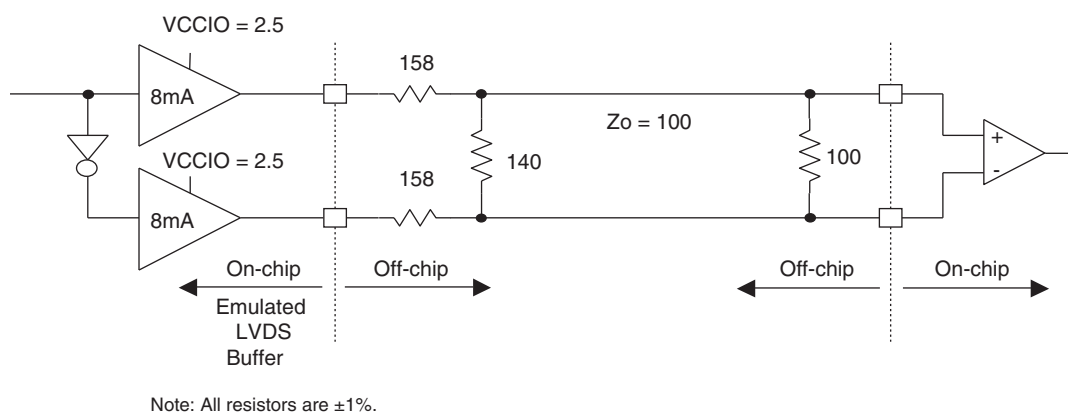 VCCIO = 2.5
158
8mA
Zo = 100
+
-
VCCIO = 2.5
140
100
158
8mA
On-chip
Off-chip
Off-chip
On-chip
Emulated
LVDS
Buffer
Note: All resistors are ±1%.